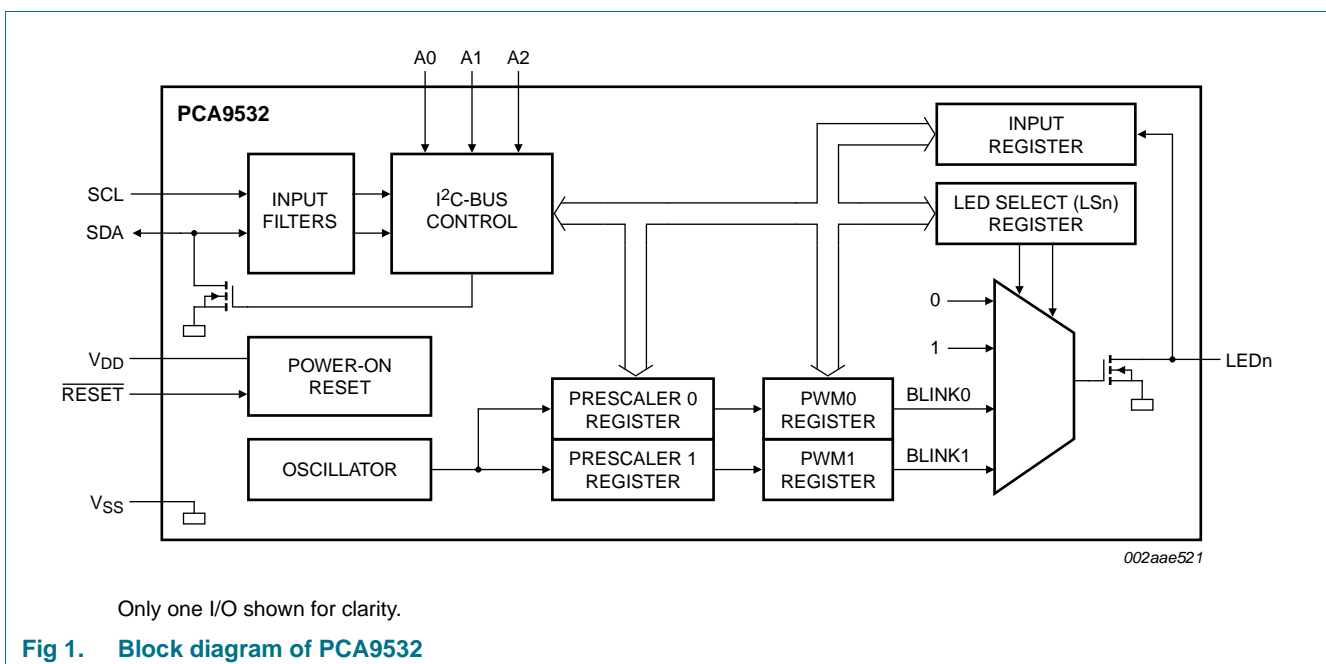 A0 A1 A2
PCA9532
SCL
SDA
INPUT
FILTERS
I2C-BUS
CONTROL
INPUT
REGISTER
LED SELECT (LSn)
REGISTER
0
1
VDD
RESET
POWER-ON
RESET
LEDn
OSCILLATOR
PRESCALER 0
REGISTER
PRESCALER 1
REGISTER
PWM0
REGISTER
PWM1
REGISTER
BLINK0
BLINK1
VSS
002aae521
Only one I/O shown for clarity.
Fig 1. Block diagram of PCA9532